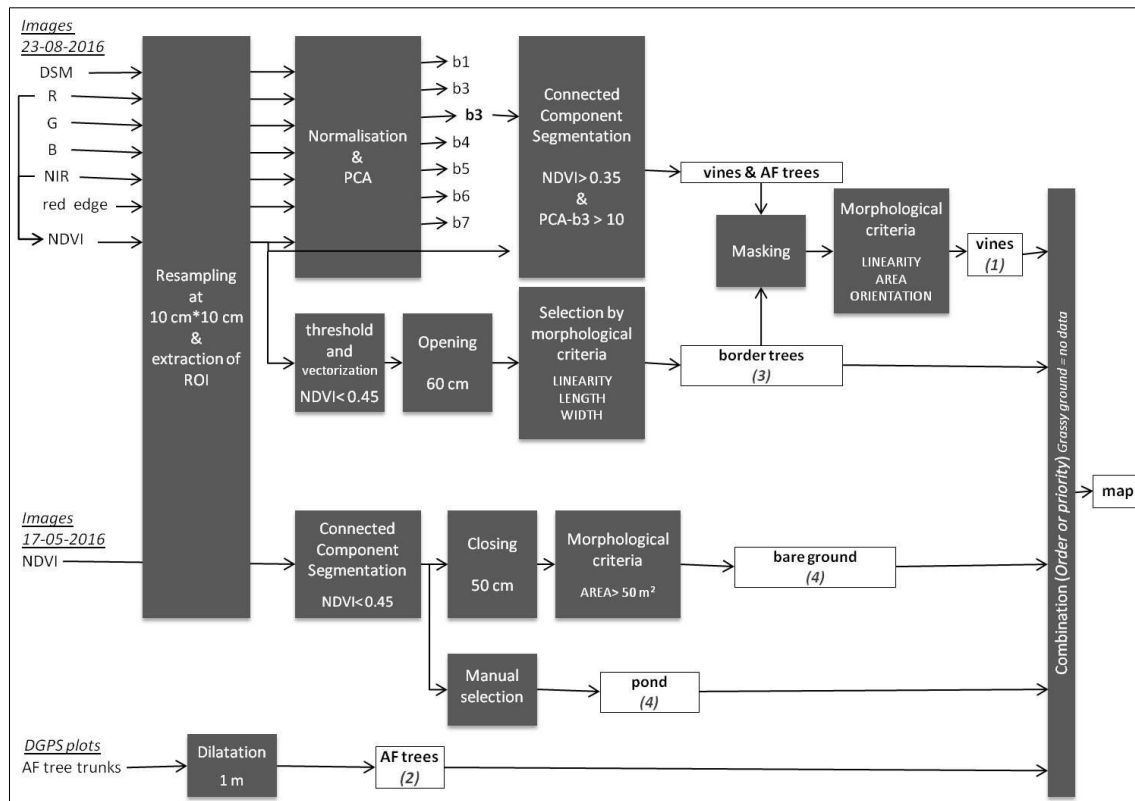 Images
23-08-2016
DSM
R
G
B
NIR
red edge
NDVI
Resampling
at
10 cm*10 cm
&
extraction of
ROI
Normalisation
&
PCA
b1
b3
b3
b4
b5
b6
b7
Connected
Component
Segmentation
NDVI> 0.35
&
PCA-b3 > 10
vines & AF trees
Masking
Morphological
criteria
LINEARITY
AREA
ORIENTATION
vines
(1)
threshold
and
vectorization
NDVI< 0.45
Opening
60 cm
Selection by
morphological
criteria
LINEARITY
LENGTH
WIDTH
border trees
(3)
Images
17-05-2016
NDVI
Connected
Component
Segmentation
NDVI< 0.45
Closing
50 cm
Morphological
criteria
AREA> 50 m²
bare ground
(4)
Manual
selection
pond
(4)
DGPS plots
AF tree trunks
Dilatation
1 m
AF trees
(2)
Combination (Order or priority) Grassy ground = no data
map